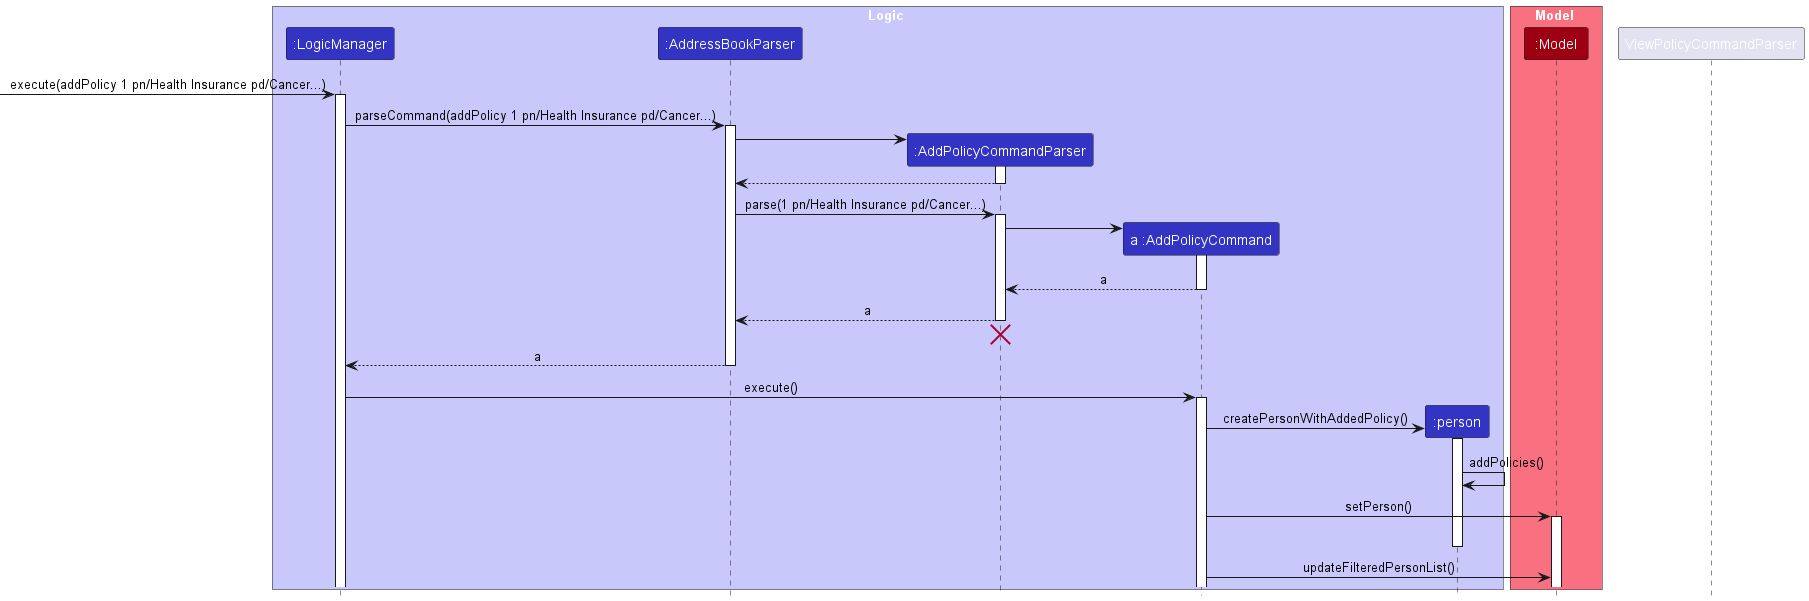 Logic
Model
:LogicManager
:AddressBookParser
:Model
ViewPolicyCommandParser
execute(addPolicy 1 pn/Health Insurance pd/Cancer...)
parseCommand(addPolicy 1 pn/Health Insurance pd/Cancer...)
:AddPolicyCommandParser
parse(1 pn/Health Insurance pd/Cancer...)
a :AddPolicyCommand
a
a
a
execute()
createPersonWithAddedPolicy()
:person
addPolicies()
setPerson()
updateFilteredPersonList()